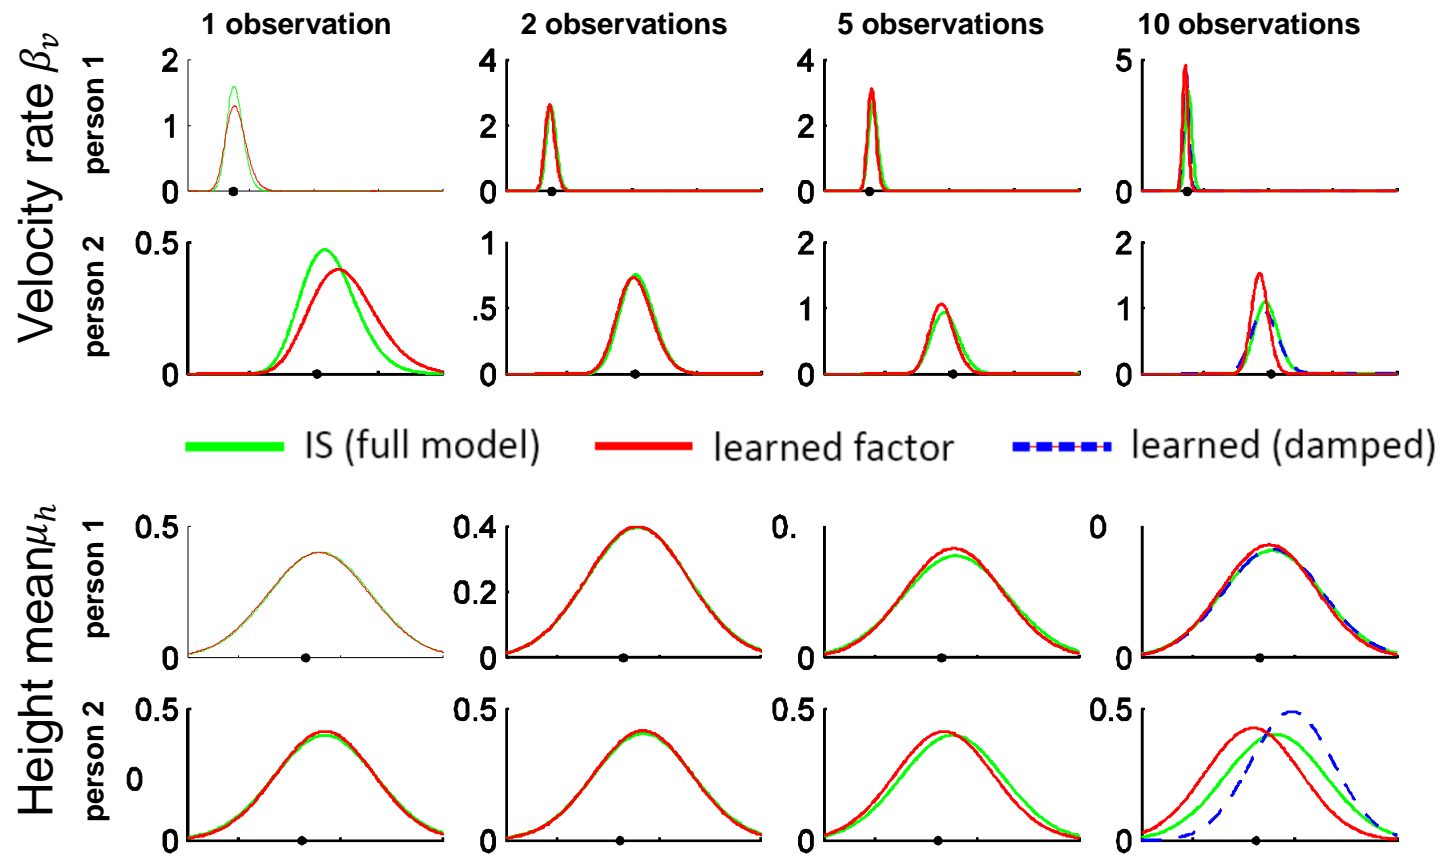 1 observation 2 observations 5 observations 10 observations
Velocity rate βᵥ
person 1
2 4 4 5
1 2 2
0 0 0 0
person 2
0.5 1 2 2
.5 1 1
0 0 0 0
IS (full model) learned factor learned (damped)
Height mean μₕ
person 1
0.5 0.4 0. 0
0.2
0 0 0 0
person 2
0.5 0.5 0.5 0.5
0
0 0 0 0